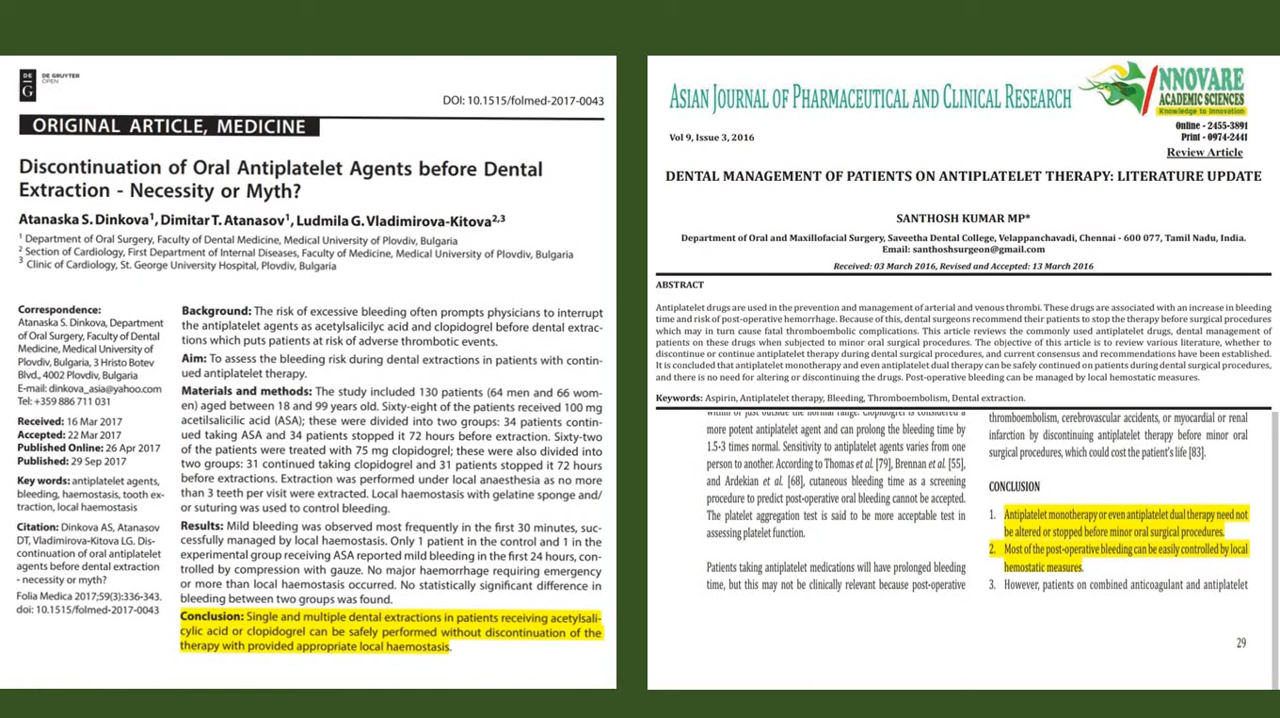 DE
G
DE GRUYTER
OPEN
DOI: 10.1515/folmed-2017-0043
ORIGINAL ARTICLE, MEDICINE
Discontinuation of Oral Antiplatelet Agents before Dental
Extraction - Necessity or Myth?
Atanaska S. Dinkova1, Dimitar T. Atanasov1, Ludmila G. Vladimirova-Kitova2,3
1 Department of Oral Surgery, Faculty of Dental Medicine, Medical University of Plovdiv, Bulgaria
2 Section of Cardiology, First Department of Internal Diseases, Faculty of Medicine, Medical University of Plovdiv, Bulgaria
3 Clinic of Cardiology, St. George University Hospital, Plovdiv, Bulgaria
Correspondence:
Atanaska S. Dinkova, Department
of Oral Surgery, Faculty of Dental
Medicine, Medical University of
Plovdiv, Bulgaria, 3 Hristo Botev
Blvd., 4002 Plovdiv, Bulgaria
E-mail: dinkova_asia@yahoo.com
Tel: +359 886 711 031
Received: 16 Mar 2017
Accepted: 22 Mar 2017
Published Online: 26 Apr 2017
Published: 29 Sep 2017
Key words: antiplatelet agents,
bleeding, haemostasis, tooth ex-
traction, local haemostasis
Citation: Dinkova AS, Atanasov
DT, Vladimirova-Kitova LG. Dis-
continuation of oral antiplatelet
agents before dental extraction
- necessity or myth?
Folia Medica 2017;59(3):336-343.
doi: 10.1515/folmed-2017-0043
Background: The risk of excessive bleeding often prompts physicians to interrupt
the antiplatelet agents as acetylsalicilyc acid and clopidogrel before dental extrac-
tions which puts patients at risk of adverse thrombotic events.
Aim: To assess the bleeding risk during dental extractions in patients with contin-
ued antiplatelet therapy.
Materials and methods: The study included 130 patients (64 men and 66 wom-
en) aged between 18 and 99 years old. Sixty-eight of the patients received 100 mg
acetilsalicilic acid (ASA); these were divided into two groups: 34 patients contin-
ued taking ASA and 34 patients stopped it 72 hours before extraction. Sixty-two
of the patients were treated with 75 mg clopidogrel; these were also divided into
two groups: 31 continued taking clopidogrel and 31 patients stopped it 72 hours
before extractions. Extraction was performed under local anaesthesia as no more
than 3 teeth per visit were extracted. Local haemostasis with gelatine sponge and/
or suturing was used to control bleeding.
Results: Mild bleeding was observed most frequently in the first 30 minutes, suc-
cessfully managed by local haemostasis. Only 1 patient in the control and 1 in the
experimental group receiving ASA reported mild bleeding in the first 24 hours, con-
trolled by compression with gauze. No major haemorrhage requiring emergency
or more than local haemostasis occurred. No statistically significant difference in
bleeding between two groups was found.
Conclusion: Single and multiple dental extractions in patients receiving acetylsali-
cylic acid or clopidogrel can be safely performed without discontinuation of the
therapy with provided appropriate local haemostasis.
ASIAN JOURNAL OF PHARMACEUTICAL AND CLINICAL RESEARCH
NNOVARE
ACADEMIC SCIENCES
Knowledge to Innovation
Vol 9, Issue 3, 2016
Online - 2455-3891
Print - 0974-2441
Review Article
DENTAL MANAGEMENT OF PATIENTS ON ANTIPLATELET THERAPY: LITERATURE UPDATE
SANTHOSH KUMAR MP*
Department of Oral and Maxillofacial Surgery, Saveetha Dental College, Velappanchavadi, Chennai - 600 077, Tamil Nadu, India.
Email: santhoshsurgeon@gmail.com
Received: 03 March 2016, Revised and Accepted: 13 March 2016
ABSTRACT
Antiplatelet drugs are used in the prevention and management of arterial and venous thrombi. These drugs are associated with an increase in bleeding
time and risk of post-operative hemorrhage. Because of this, dental surgeons recommend their patients to stop the therapy before surgical procedures
which may in turn cause fatal thromboembolic complications. This article reviews the commonly used antiplatelet drugs, dental management of
patients on these drugs when subjected to minor oral surgical procedures. The objective of this article is to review various literature, whether to
discontinue or continue antiplatelet therapy during dental surgical procedures, and current consensus and recommendations have been established.
It is concluded that antiplatelet monotherapy and even antiplatelet dual therapy can be safely continued on patients during dental surgical procedures,
and there is no need for altering or discontinuing the drugs. Post-operative bleeding can be managed by local hemostatic measures.
Keywords: Aspirin, Antiplatelet therapy, Bleeding, Thromboembolism, Dental extraction.
within or just outside the normal range. Clopidogrel is considered a
more potent antiplatelet agent and can prolong the bleeding time by
1.5-3 times normal. Sensitivity to antiplatelet agents varies from one
person to another. According to Thomas et al. [79], Brennan et al. [55],
and Ardekian et al. [68], cutaneous bleeding time as a screening
procedure to predict post-operative oral bleeding cannot be accepted.
The platelet aggregation test is said to be more acceptable test in
assessing platelet function.
Patients taking antiplatelet medications will have prolonged bleeding
time, but this may not be clinically relevant because post-operative
thromboembolism, cerebrovascular accidents, or myocardial or renal
infarction by discontinuing antiplatelet therapy before minor oral
surgical procedures, which could cost the patient's life [83].
CONCLUSION
1. Antiplatelet monotherapy or even antiplatelet dual therapy need not
be altered or stopped before minor oral surgical procedures.
2. Most of the post-operative bleeding can be easily controlled by local
hemostatic measures.
3. However, patients on combined anticoagulant and antiplatelet
29